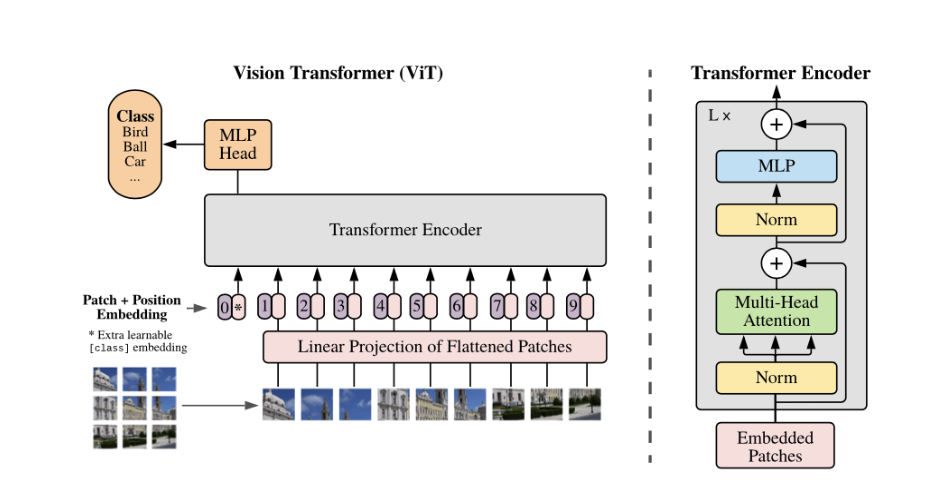 Vision Transformer (ViT)
Class
Bird
Ball
Car
...
MLP
Head
Transformer Encoder
Patch + Position
Embedding
* Extra learnable
[class] embedding
0 * 1 2 3 4 5 6 7 8 9
Linear Projection of Flattened Patches
Transformer Encoder
L ×
+
MLP
Norm
+
Multi-Head
Attention
Norm
Embedded
Patches